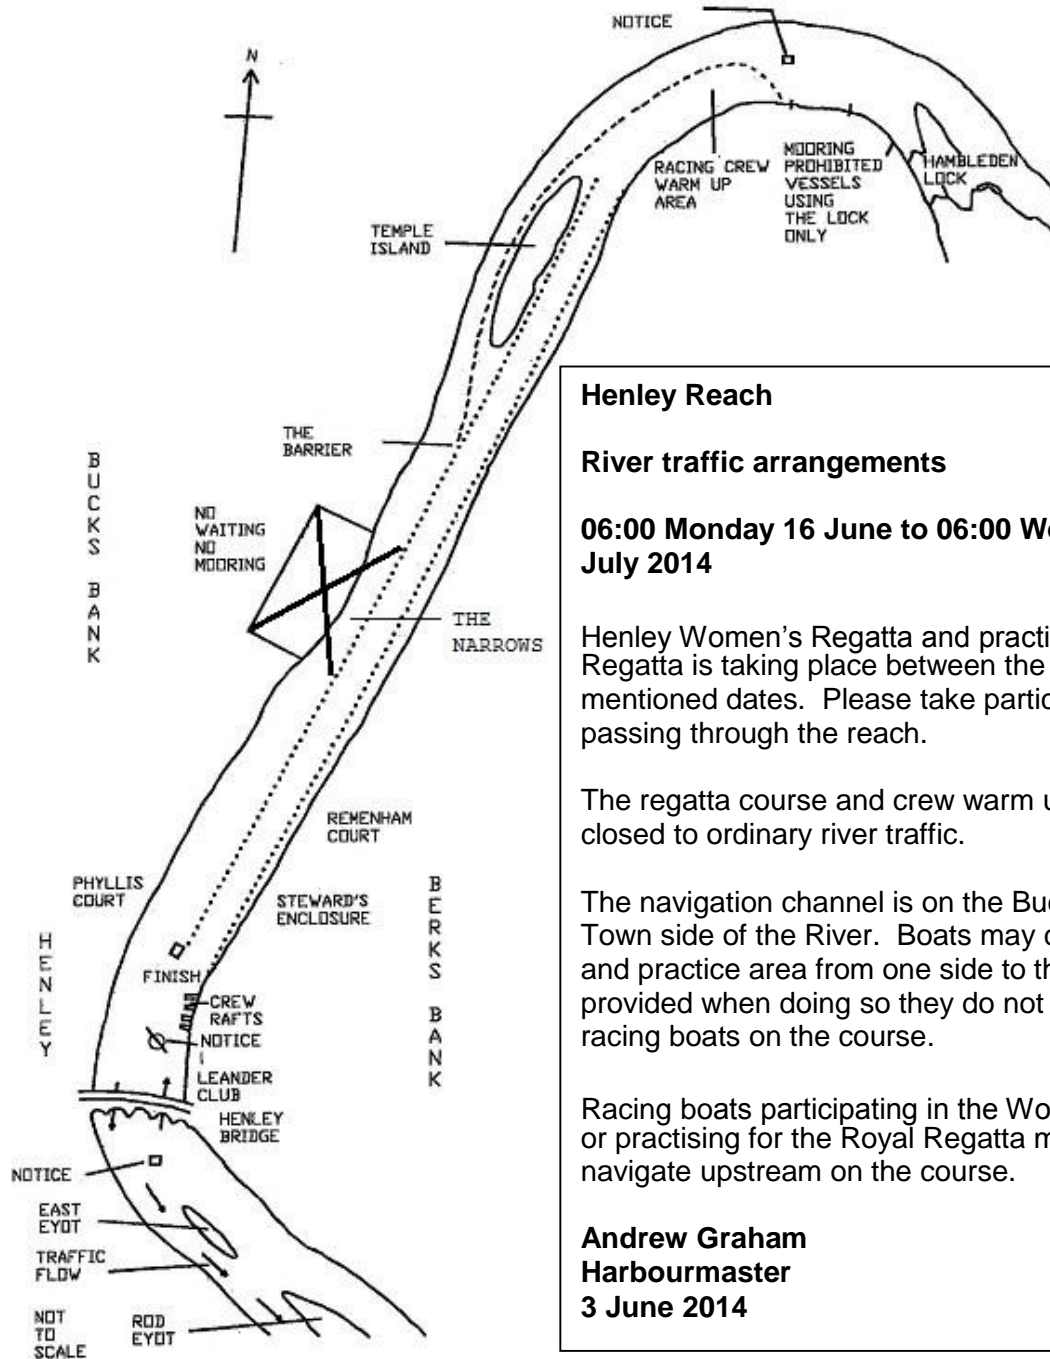 NOTICE
N
RACING CREW
WARM UP
AREA
MOORING
PROHIBITED
VESSELS
USING
THE LOCK
ONLY
HAMBLEDEN
LOCK
TEMPLE
ISLAND
THE
BARRIER
BUCKS BANK
NO
WAITING
NO
MOORING
THE
NARROWS
REMENHAM
COURT
PHYLLIS
COURT
STEWARD'S
ENCLOSURE
BERKS BANK
HENLEY
FINISH
CREW
RAFTS
NOTICE
LEANDER
CLUB
HENLEY
BRIDGE
NOTICE
EAST
EYOT
TRAFFIC
FLOW
NOT
TO
SCALE
ROD
EYOT
Henley Reach
River traffic arrangements
06:00 Monday 16 June to 06:00
July 2014
Henley Women's Regatta and
Regatta is taking place between the
mentioned dates. Please take
passing through the reach.
The regatta course and crew warm
closed to ordinary river traffic.
The navigation channel is on the
Town side of the River. Boats may
and practice area from one side to
provided when doing so they do not
racing boats on the course.
Racing boats participating in the
or practising for the Royal Regatta
navigate upstream on the course.
Andrew Graham
Harbourmaster
3 June 2014